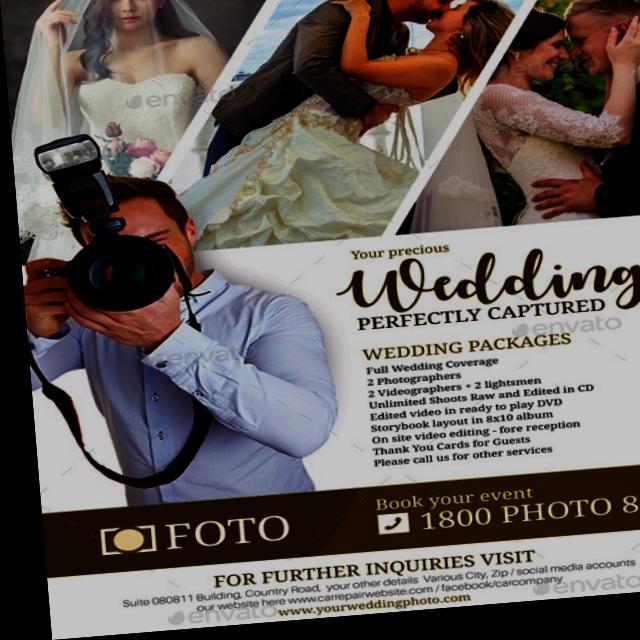 envato
Your precious
Wedding
PERFECTLY CAPTURED
envato
WEDDING PACKAGES
Full Wedding Coverage
2 Photographers
2 Videographers + 2 lightsmen
Unlimited Shoots Raw and Edited in CD
Edited video in ready to play DVD
Storybook layout in 8x10 album
On site video editing - fore reception
Thank You Cards for Guests
Please call us for other services
envato
Book your event
FOTO
1800 PHOTO 8
FOR FURTHER INQUIRIES VISIT
Suite 080811 Building, Country Road, your other details Various City, Zip / social media accounts
our website here www.carrepairwebsite.com / facebook/carcompany
www.yourweddingphoto.com
envato
envato